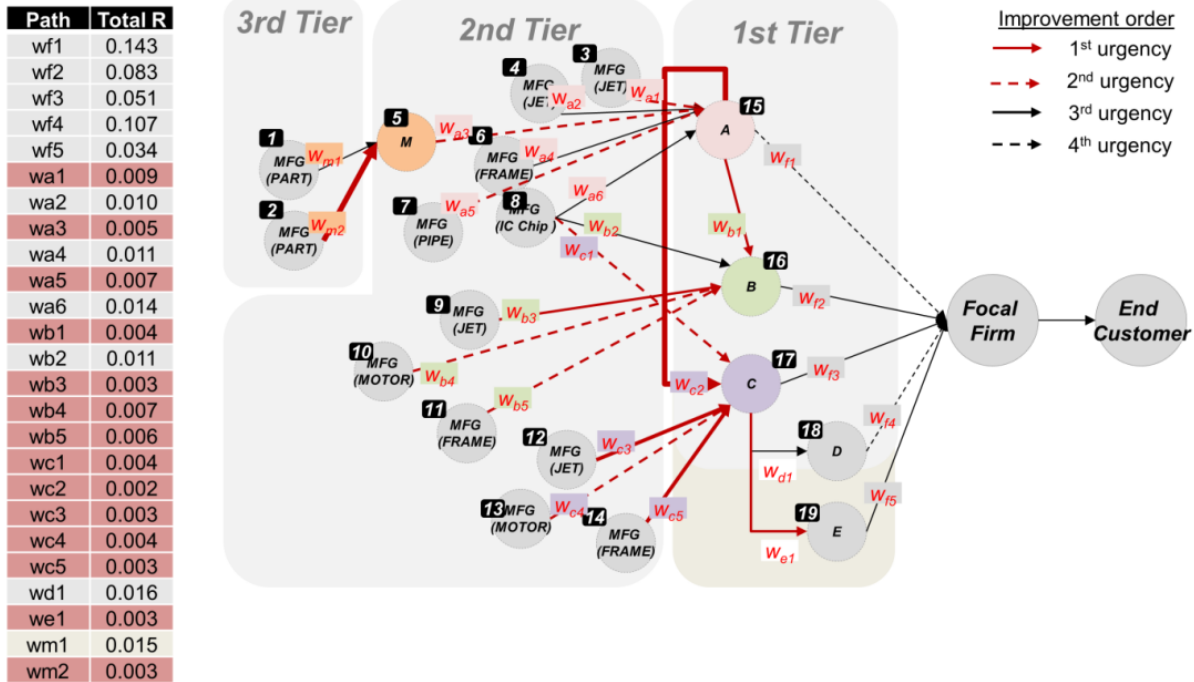 Path Total R
wf1 0.143
wf2 0.083
wf3 0.051
wf4 0.107
wf5 0.034
wa1 0.009
wa2 0.010
wa3 0.005
wa4 0.011
wa5 0.007
wa6 0.014
wb1 0.004
wb2 0.011
wb3 0.003
wb4 0.007
wb5 0.006
wc1 0.004
wc2 0.002
wc3 0.003
wc4 0.004
wc5 0.003
wd1 0.016
we1 0.003
wm1 0.015
wm2 0.003
3rd Tier
2nd Tier
1st Tier
Improvement order
1st urgency
2nd urgency
3rd urgency
4th urgency
1
MFG
(PART)
Wm1
2
MFG
(PART)
Wm2
5
M
Wa3
4
MFG
(JET)
Wa2
3
MFG
(JET)
Wa1
6
MFG
(FRAME)
Wa4
7
MFG
(PIPE)
Wa5
8
MFG
(IC Chip)
Wa6
Wb2
Wc1
9
MFG
(JET)
Wb3
10
MFG
(MOTOR)
Wb4
11
MFG
(FRAME)
Wb5
12
MFG
(JET)
Wc3
13
MFG
(MOTOR)
Wc4
14
MFG
(FRAME)
Wc5
15
A
Wf1
Wb1
16
B
Wf2
17
C
Wc2
Wf3
18
D
Wd1
Wf4
19
E
We1
Wf5
Focal
Firm
End
Customer